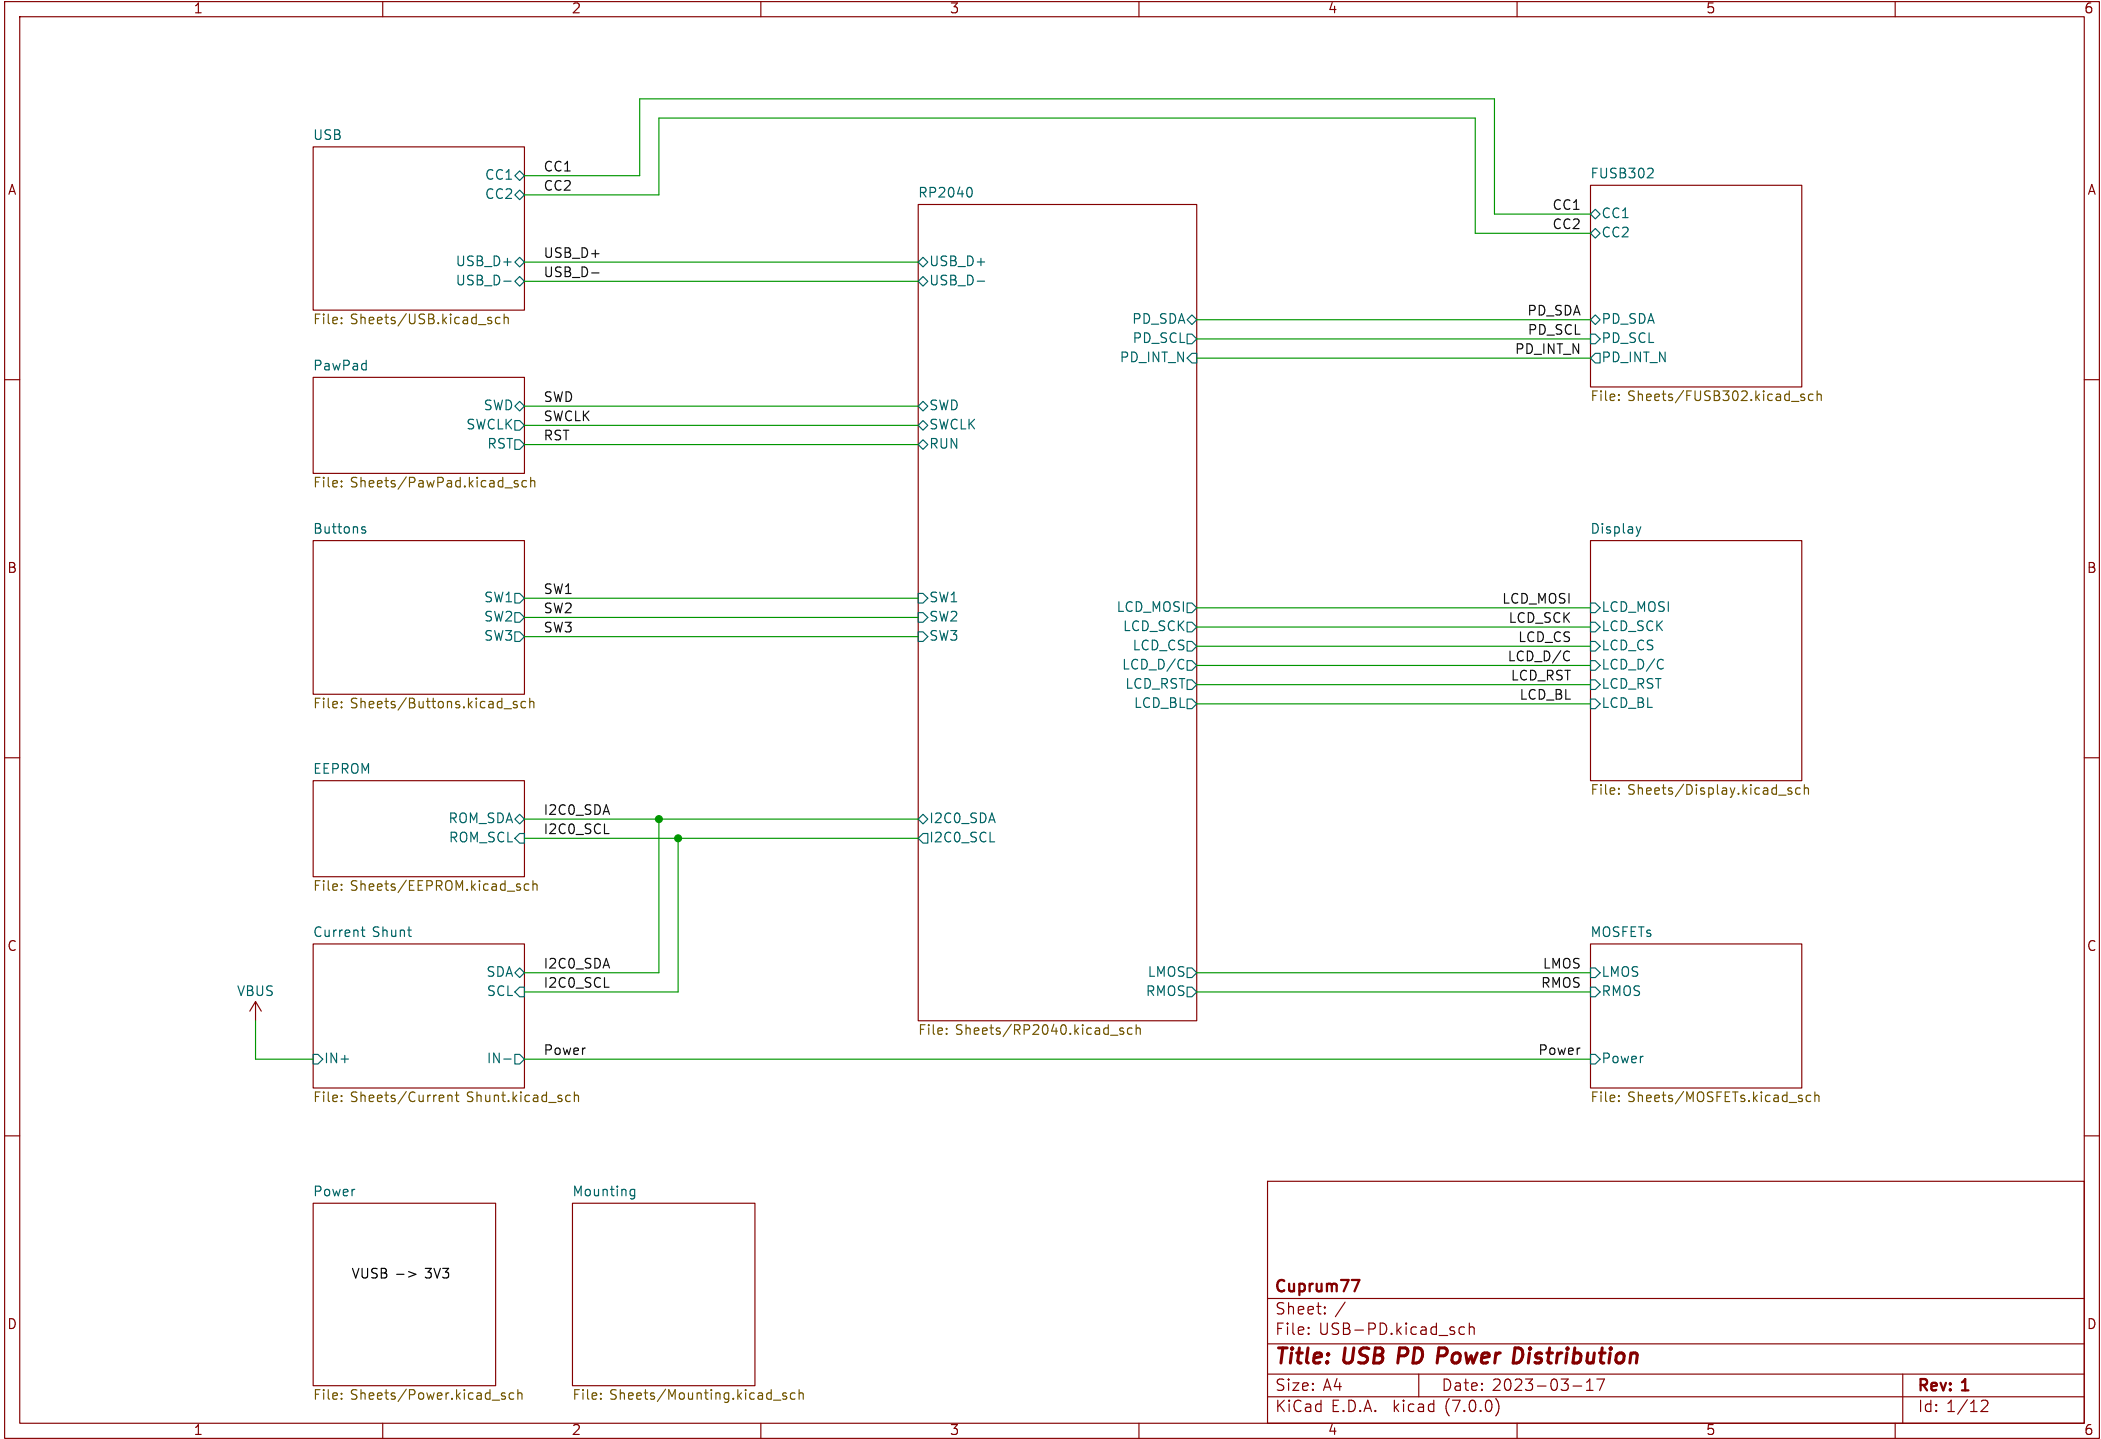 1 2 3 4 5 6
A A
B B
C C
D D
USB
CC1 CC1
CC2 CC2
USB_D+ USB_D+ USB_D+
USB_D- USB_D- USB_D-
File: Sheets/USB.kicad_sch
PawPad
SWD SWD SWD
SWCLK SWCLK SWCLK
RST RST RUN
File: Sheets/PawPad.kicad_sch
Buttons
SW1 SW1 SW1
SW2 SW2 SW2
SW3 SW3 SW3
File: Sheets/Buttons.kicad_sch
EEPROM
ROM_SDA I2C0_SDA I2C0_SDA
ROM_SCL I2C0_SCL I2C0_SCL
File: Sheets/EEPROM.kicad_sch
Current Shunt
SDA I2C0_SDA
SCL I2C0_SCL
VBUS
IN+ IN- Power
File: Sheets/Current Shunt.kicad_sch
RP2040
File: Sheets/RP2040.kicad_sch
FUSB302
CC1 CC1
CC2 CC2
PD_SDA PD_SDA PD_SDA
PD_SCL PD_SCL PD_SCL
PD_INT_N PD_INT_N PD_INT_N
File: Sheets/FUSB302.kicad_sch
Display
LCD_MOSI LCD_MOSI LCD_MOSI
LCD_SCK LCD_SCK LCD_SCK
LCD_CS LCD_CS LCD_CS
LCD_D/C LCD_D/C LCD_D/C
LCD_RST LCD_RST LCD_RST
LCD_BL LCD_BL LCD_BL
File: Sheets/Display.kicad_sch
MOSFETs
LMOS LMOS LMOS
RMOS RMOS RMOS
Power Power
File: Sheets/MOSFETs.kicad_sch
Power
VUSB -> 3V3
File: Sheets/Power.kicad_sch
Mounting
File: Sheets/Mounting.kicad_sch
Cuprum77
Sheet: /
File: USB-PD.kicad_sch
Title: USB PD Power Distribution
Size: A4 Date: 2023-03-17 Rev: 1
KiCad E.D.A. kicad (7.0.0) Id: 1/12
1 2 3 4 5 6